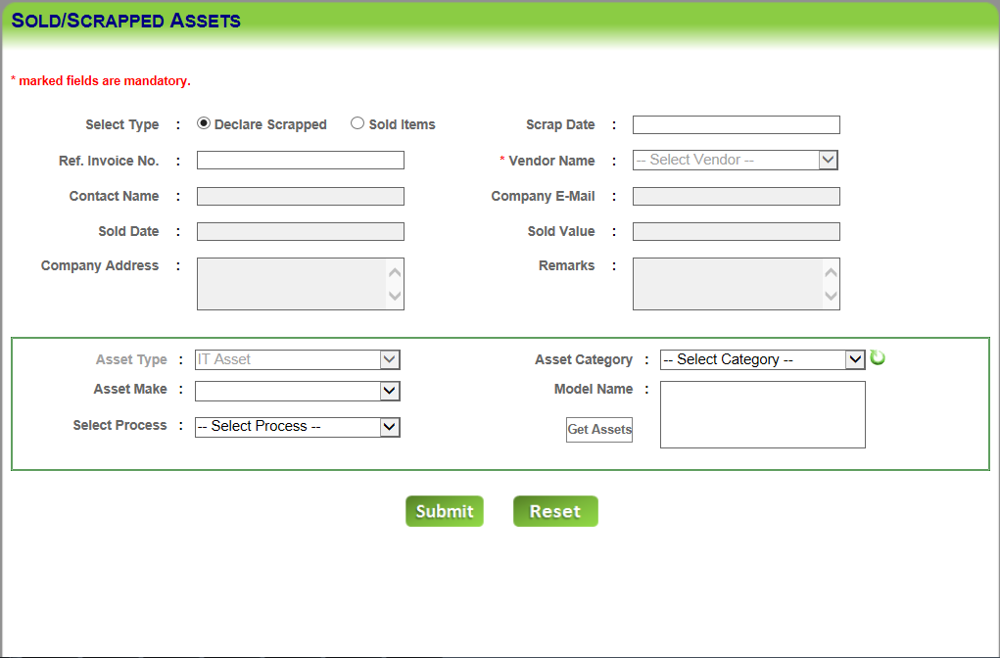 SOLD/SCRAPPED ASSETS
* marked fields are mandatory.
Select Type : Declare Scrapped Sold Items Scrap Date :
Ref. Invoice No. : * Vendor Name : -- Select Vendor --
Contact Name : Company E-Mail :
Sold Date : Sold Value :
Company Address : Remarks :
Asset Type : IT Asset Asset Category : -- Select Category --
Asset Make : Model Name :
Select Process : -- Select Process --
Get Assets
Submit Reset